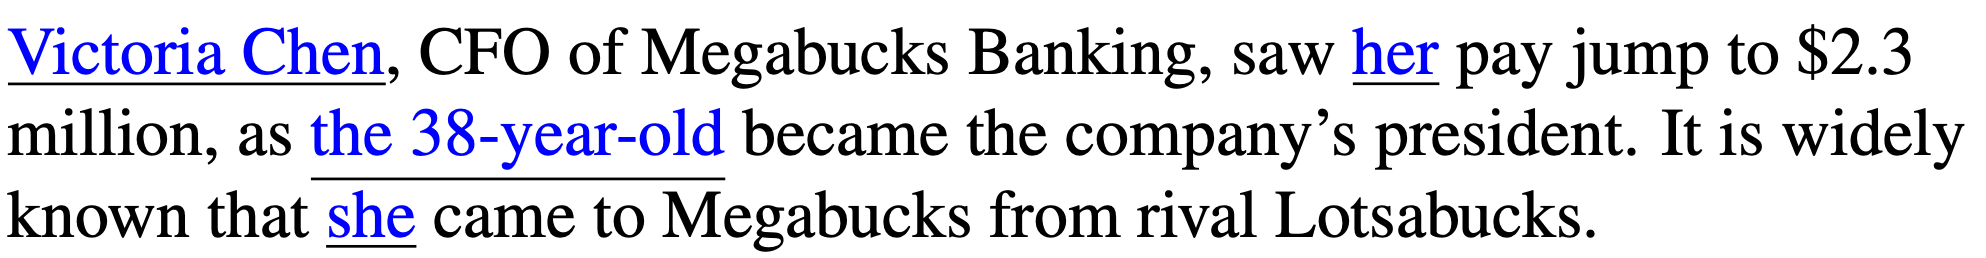 Victoria Chen, CFO of Megabucks Banking, saw her pay jump to $2.3
million, as the 38-year-old became the company’s president. It is widely
known that she came to Megabucks from rival Lotsabucks.